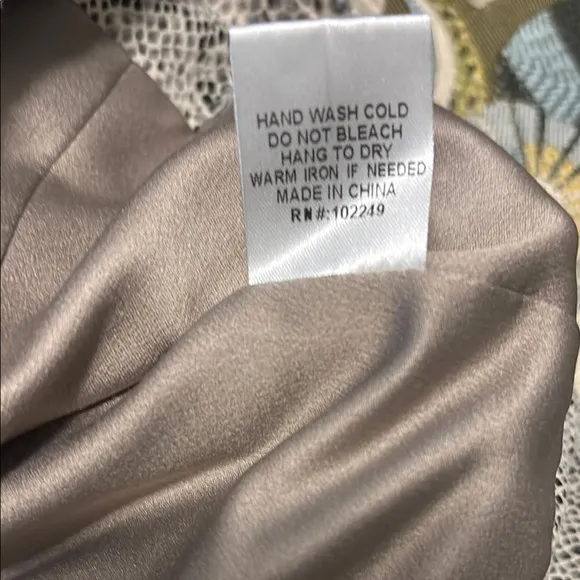 HAND WASH COLD
DO NOT BLEACH
HANG TO DRY
WARM IRON IF NEEDED
MADE IN CHINA
RN#:102249